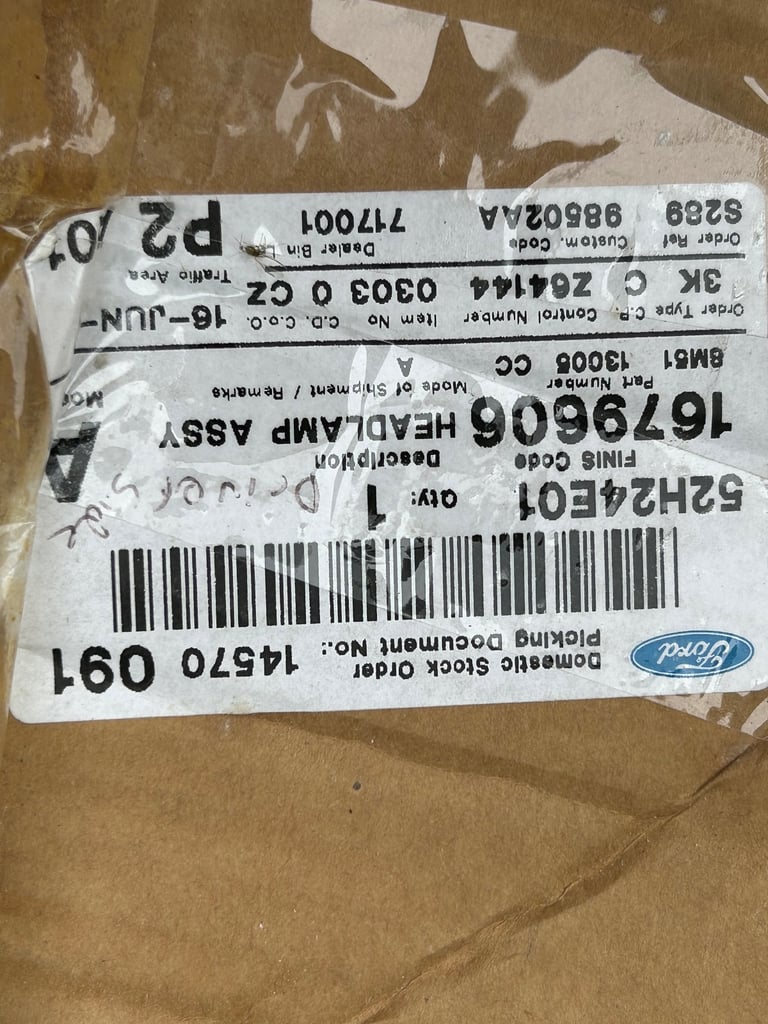 Ford
Domestic Stock Order
Picking Document No.: 14570 091
52H24E01 Qty: 1 Driver Side
FINIS Code Description
1679606 HEADLAMP ASSY A
Part Number Mode of Shipment / Remarks
8M51 13005 CC A
Order Type C.P. Control Number Item No C.D. C.o.O.
3K C Z64144 0303 0 CZ 16-JUN-
Order Ref Custom. Code Dealer Bin Traffic Area
S289 98502AA 717001 P2